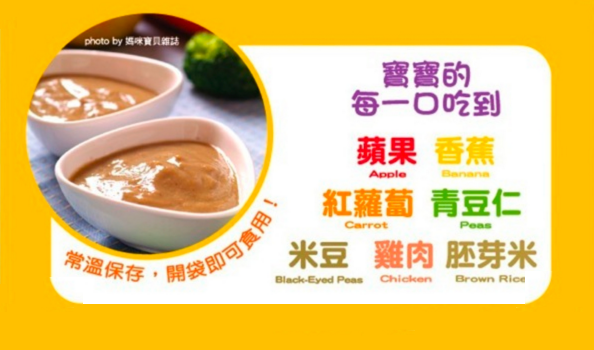 photo by 媽咪寶貝雜誌
寶寶的
每一口吃到
蘋果 香蕉
Apple Banana
紅蘿蔔 青豆仁
Carrot Peas
米豆 雞肉 胚芽米
Black-Eyed Peas Chicken Brown Rice
常溫保存，開袋即可食用！